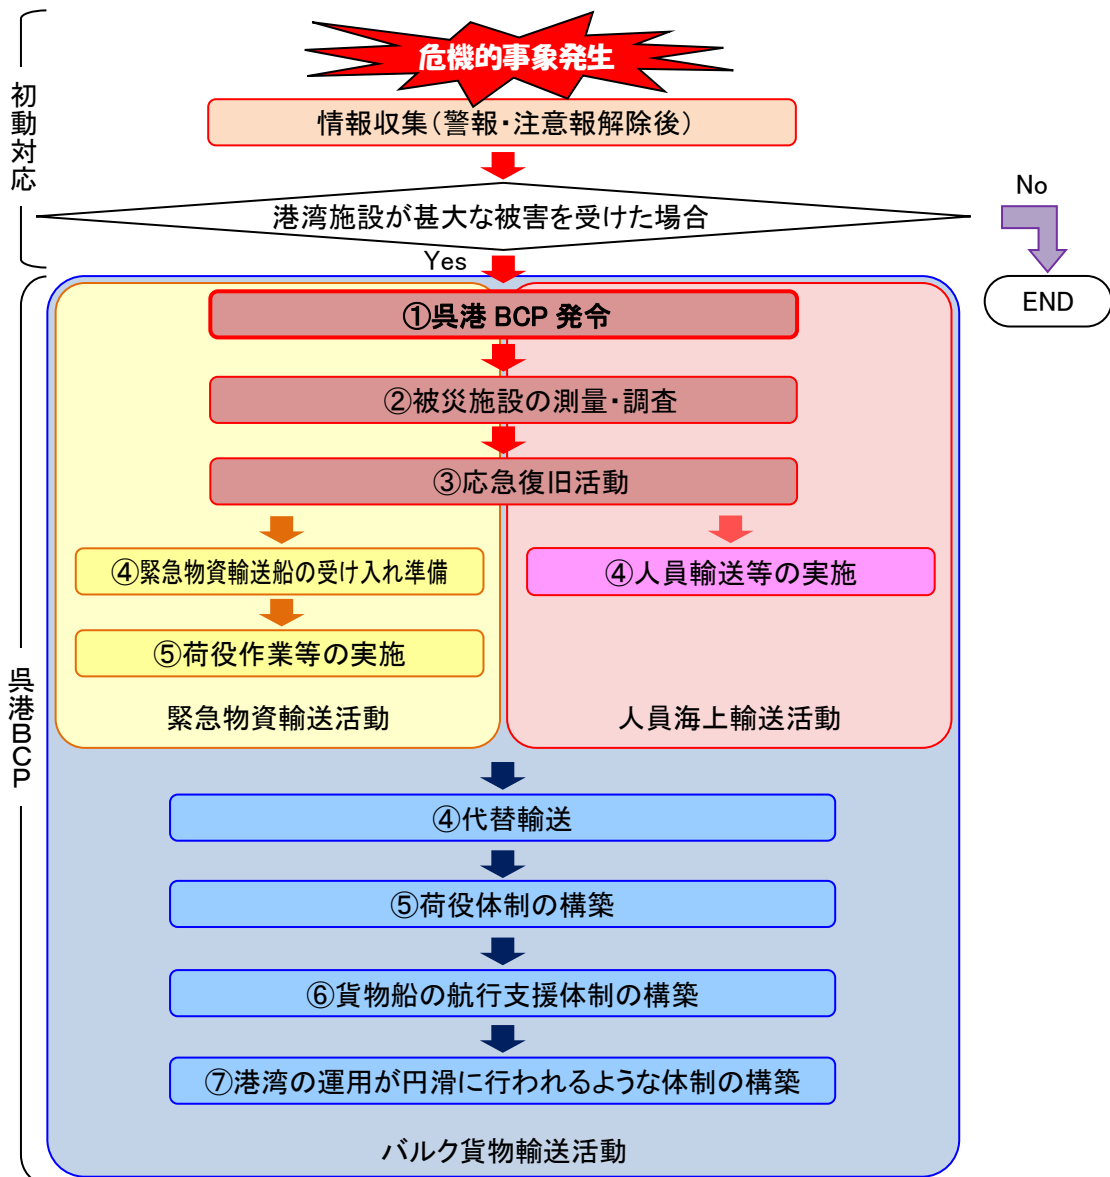 危機的事象発生
初動対応
情報収集（警報・注意報解除後）
港湾施設が甚大な被害を受けた場合
No
END
Yes
呉港BCP
①呉港 BCP 発令
②被災施設の測量・調査
③応急復旧活動
④緊急物資輸送船の受け入れ準備
④人員輸送等の実施
⑤荷役作業等の実施
緊急物資輸送活動
人員海上輸送活動
④代替輸送
⑤荷役体制の構築
⑥貨物船の航行支援体制の構築
⑦港湾の運用が円滑に行われるような体制の構築
バルク貨物輸送活動